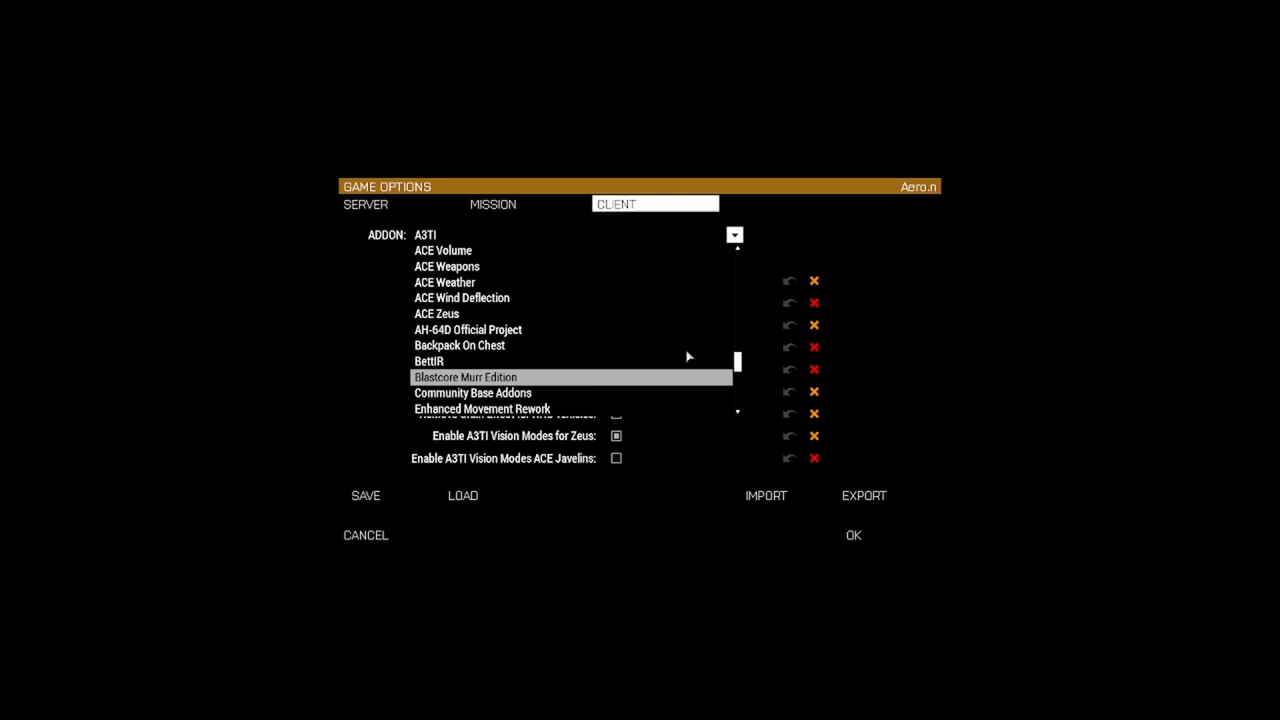 GAME OPTIONS Aero.n
SERVER MISSION CLIENT
ADDON: A3TI
ACE Volume
ACE Weapons
ACE Weather
ACE Wind Deflection
ACE Zeus
AH-64D Official Project
Backpack On Chest
BettIR
Blastcore Murr Edition
Community Base Addons
Enhanced Movement Rework
Enable A3TI Vision Modes for Zeus:
Enable A3TI Vision Modes ACE Javelins:
SAVE LOAD IMPORT EXPORT
CANCEL OK